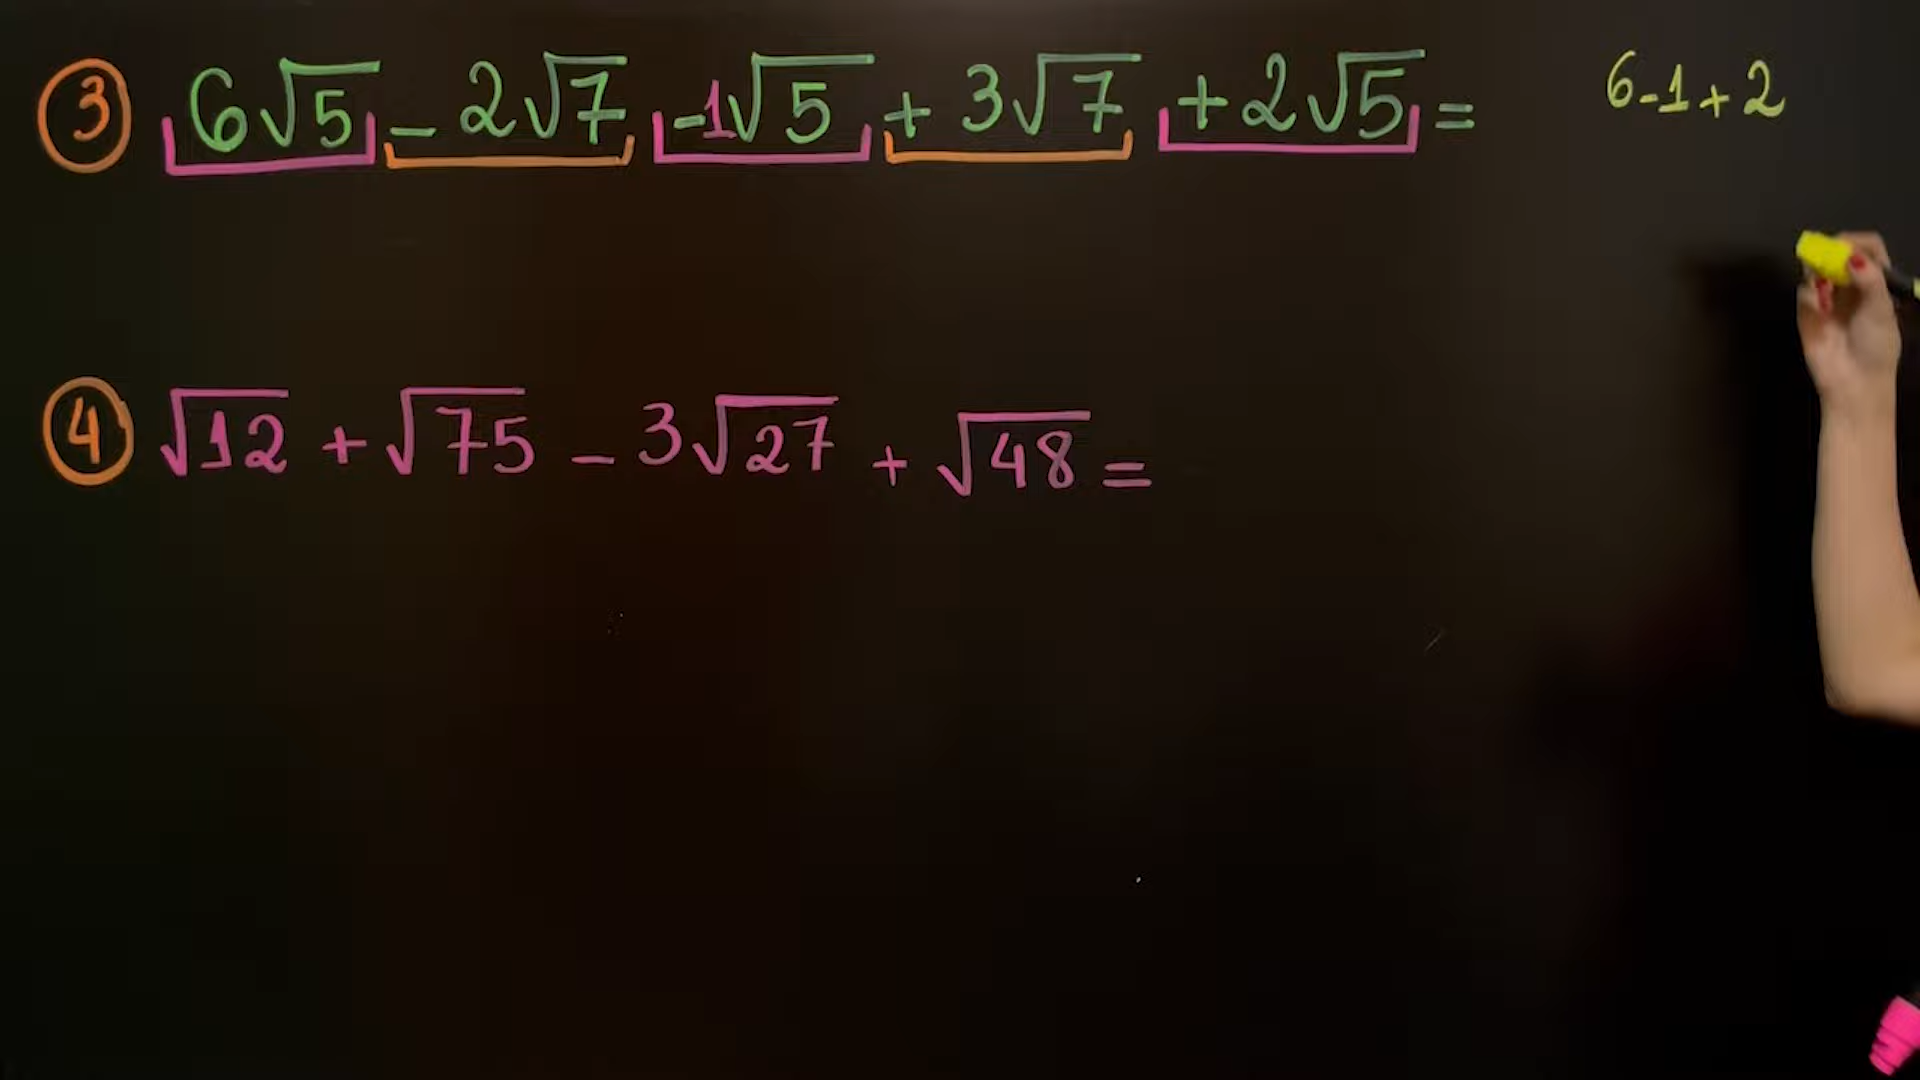 ③ 6√5 - 2√7 -1√5 + 3√7 + 2√5 =
6-1+2
④ √12 + √75 - 3√27 + √48 =